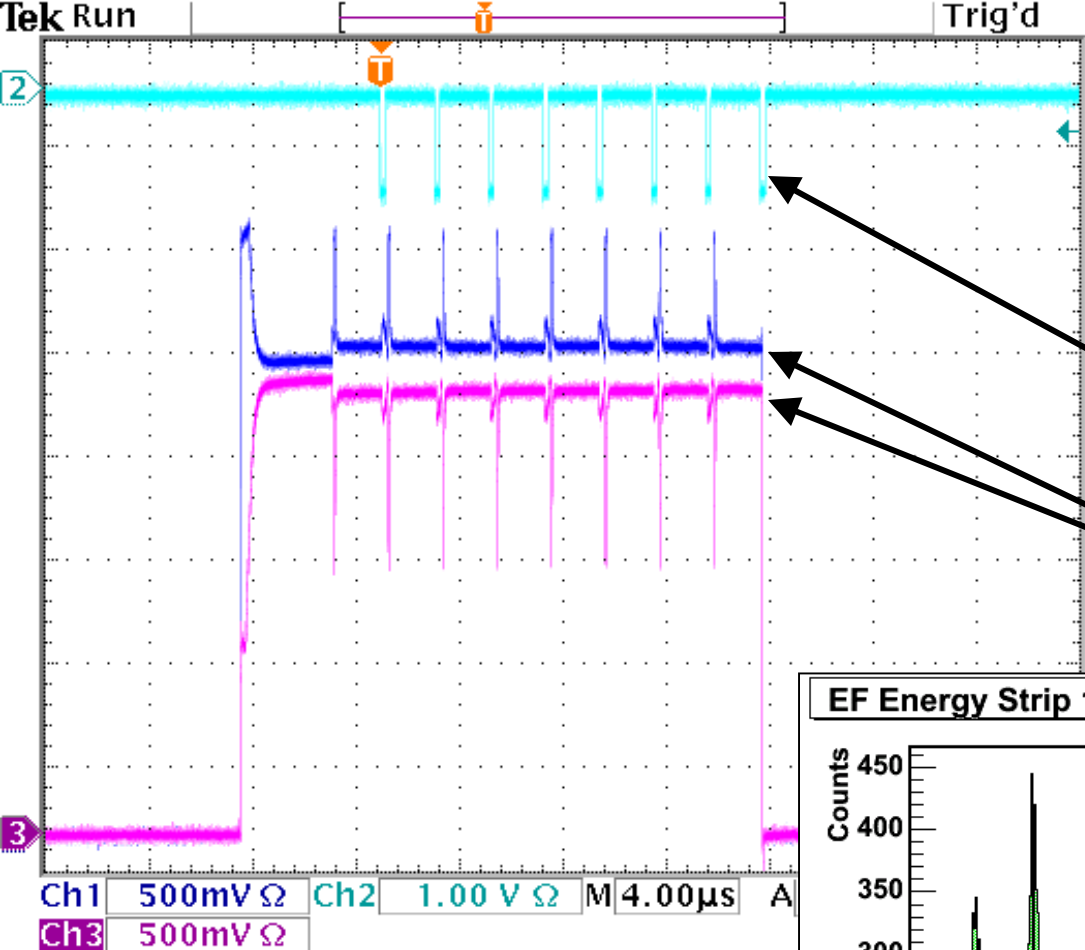 Tek Run Trig'd
T
T
2
3
Ch1 500mV Ω Ch2 1.00 V Ω M 4.00µs A
Ch3 500mV Ω
EF Energy Strip
Counts
450
400
350